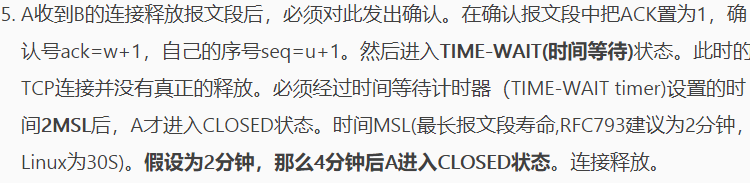 5. A收到B的连接释放报文段后，必须对此发出确认。在确认报文段中把ACK置为1，确
认号ack=w+1，自己的序号seq=u+1。然后进入TIME-WAIT(时间等待)状态。此时的
TCP连接并没有真正的释放。必须经过时间等待计时器（TIME-WAIT timer)设置的时
间2MSL后，A才进入CLOSED状态。时间MSL(最长报文段寿命,RFC793建议为2分钟，
Linux为30S)。假设为2分钟，那么4分钟后A进入CLOSED状态。连接释放。